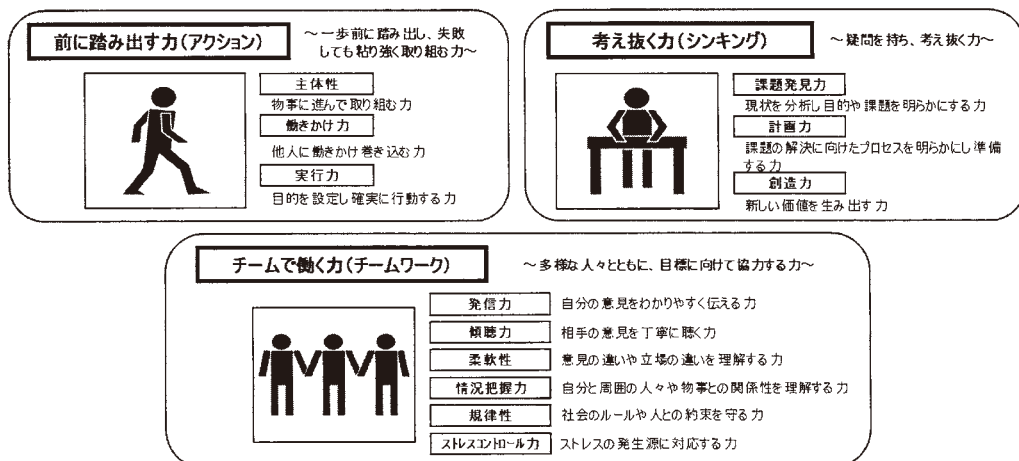 前に踏み出す力(アクション)
～一歩前に踏み出し、失敗
しても粘り強く取り組む力～
主体性
物事に進んで取り組む力
働きかけ力
他人に働きかけ巻き込む力
実行力
目的を設定し確実に行動する力
考え抜く力(シンキング)
～疑問を持ち、考え抜く力～
課題発見力
現状を分析し目的や課題を明らかにする力
計画力
課題の解決に向けたプロセスを明らかにし準備
する力
創造力
新しい価値を生み出す力
チームで働く力(チームワーク)
～多様な人々とともに、目標に向けて協力する力～
発信力
自分の意見をわかりやすく伝える力
傾聴力
相手の意見を丁寧に聴く力
柔軟性
意見の違いや立場の違いを理解する力
情況把握力
自分と周囲の人々や物事との関係性を理解する力
規律性
社会のルールや人との約束を守る力
ストレスコントロール力
ストレスの発生源に対応する力